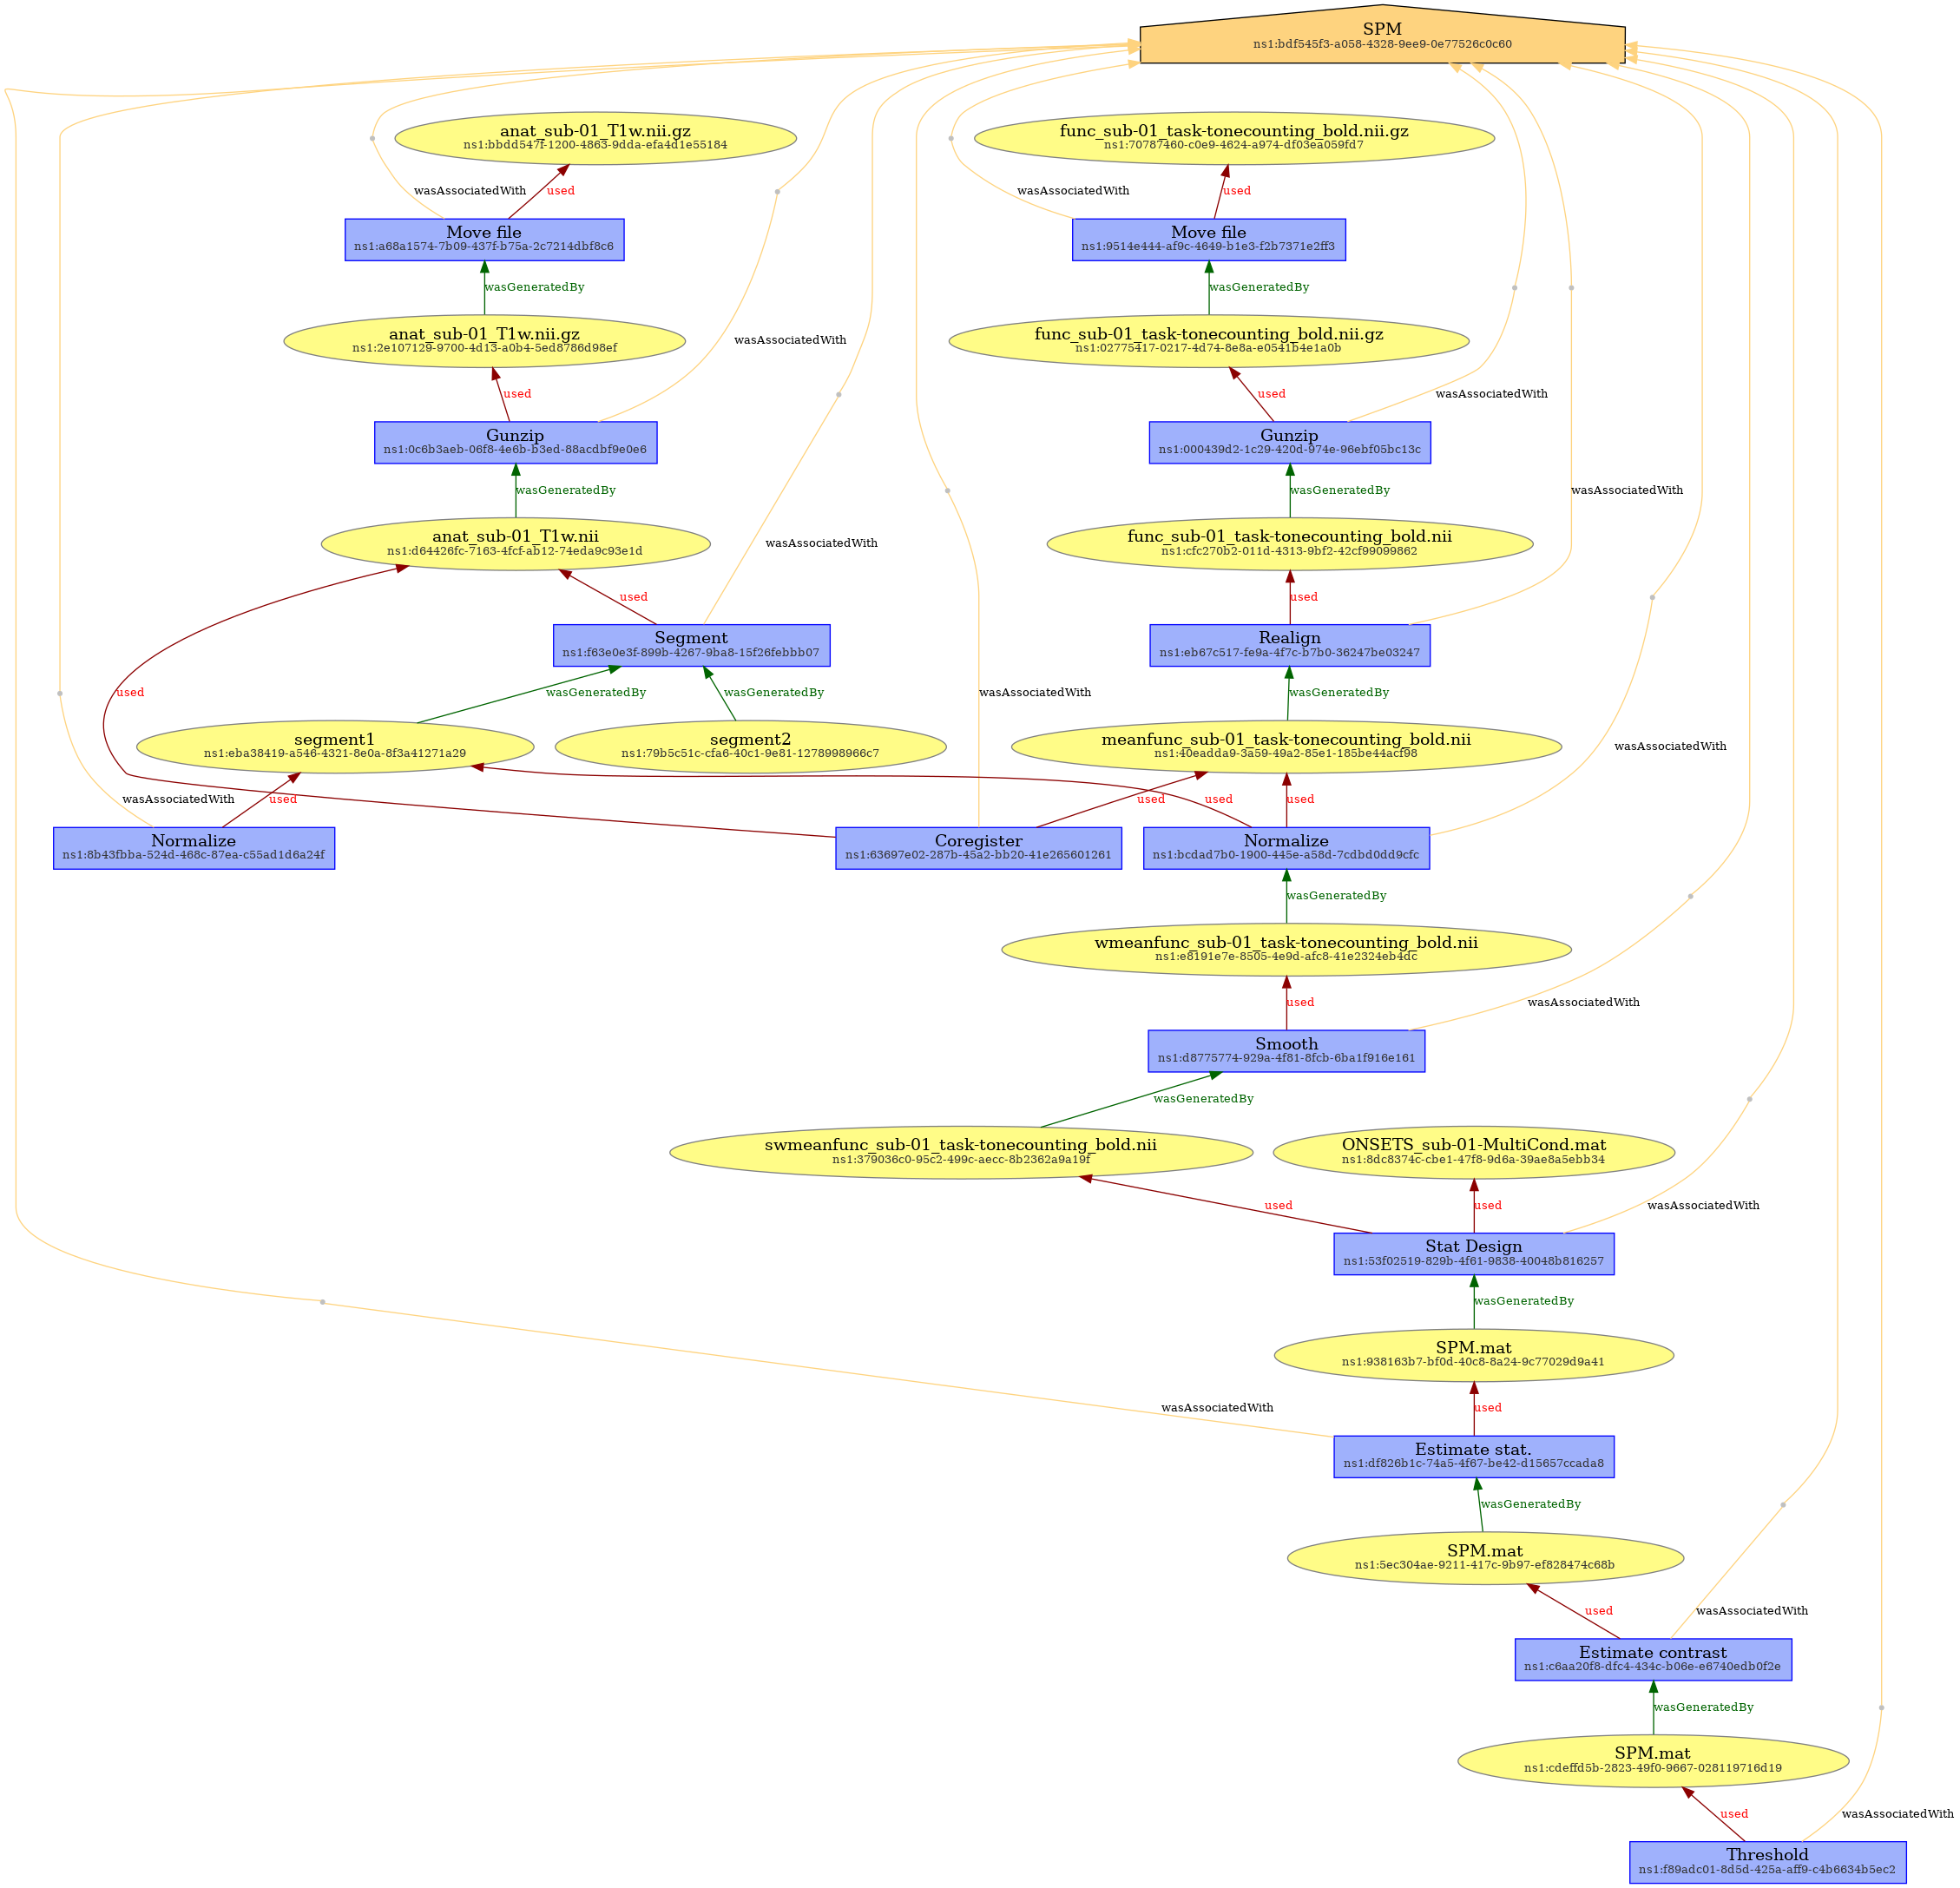 SPM
ns1:bdf545f3-a058-4328-9ee9-0e77526c0c60
anat_sub-01_T1w.nii.gz
ns1:bbdd547f-1200-4863-9dda-efa4d1e55184
func_sub-01_task-tonecounting_bold.nii.gz
ns1:70787460-c0e9-4624-a974-df03ea059fd7
wasAssociatedWith
used
wasAssociatedWith
used
Move file
ns1:a68a1574-7b09-437f-b75a-2c7214dbf8c6
Move file
ns1:9514e444-af9c-4649-b1e3-f2b7371e2ff3
wasGeneratedBy
wasGeneratedBy
anat_sub-01_T1w.nii.gz
ns1:2e107129-9700-4d13-a0b4-5ed8786d98ef
wasAssociatedWith
func_sub-01_task-tonecounting_bold.nii.gz
ns1:02775417-0217-4d74-8e8a-e0541b4e1a0b
used
used
wasAssociatedWith
Gunzip
ns1:0c6b3aeb-06f8-4e6b-b3ed-88acdbf9e0e6
Gunzip
ns1:000439d2-1c29-420d-974e-96ebf05bc13c
wasGeneratedBy
wasGeneratedBy
wasAssociatedWith
anat_sub-01_T1w.nii
ns1:d64426fc-7163-4fcf-ab12-74eda9c93e1d
wasAssociatedWith
func_sub-01_task-tonecounting_bold.nii
ns1:cfc270b2-011d-4313-9bf2-42cf99099862
used
used
Segment
ns1:f63e0e3f-899b-4267-9ba8-15f26febbb07
Realign
ns1:eb67c517-fe9a-4f7c-b7b0-36247be03247
used
wasGeneratedBy
wasGeneratedBy
wasAssociatedWith
wasGeneratedBy
segment1
ns1:eba38419-a546-4321-8e0a-8f3a41271a29
segment2
ns1:79b5c51c-cfa6-40c1-9e81-1278998966c7
meanfunc_sub-01_task-tonecounting_bold.nii
ns1:40eadda9-3a59-49a2-85e1-185be44acf98
wasAssociatedWith
wasAssociatedWith
used
used
used
used
Normalize
ns1:8b43fbba-524d-468c-87ea-c55ad1d6a24f
Coregister
ns1:63697e02-287b-45a2-bb20-41e265601261
Normalize
ns1:bcdad7b0-1900-445e-a58d-7cdbd0dd9cfc
wasGeneratedBy
wmeanfunc_sub-01_task-tonecounting_bold.nii
ns1:e8191e7e-8505-4e9d-afc8-41e2324eb4dc
used
wasAssociatedWith
Smooth
ns1:d8775774-929a-4f81-8fcb-6ba1f916e161
wasGeneratedBy
swmeanfunc_sub-01_task-tonecounting_bold.nii
ns1:379036c0-95c2-499c-aecc-8b2362a9a19f
ONSETS_sub-01-MultiCond.mat
ns1:8dc8374c-cbe1-47f8-9d6a-39ae8a5ebb34
used
used
wasAssociatedWith
Stat Design
ns1:53f02519-829b-4f61-9838-40048b816257
wasGeneratedBy
SPM.mat
ns1:938163b7-bf0d-40c8-8a24-9c77029d9a41
wasAssociatedWith
used
Estimate stat.
ns1:df826b1c-74a5-4f67-be42-d15657ccada8
wasGeneratedBy
SPM.mat
ns1:5ec304ae-9211-417c-9b97-ef828474c68b
used
wasAssociatedWith
Estimate contrast
ns1:c6aa20f8-dfc4-434c-b06e-e6740edb0f2e
wasGeneratedBy
SPM.mat
ns1:cdeffd5b-2823-49f0-9667-028119716d19
used
wasAssociatedWith
Threshold
ns1:f89adc01-8d5d-425a-aff9-c4b6634b5ec2